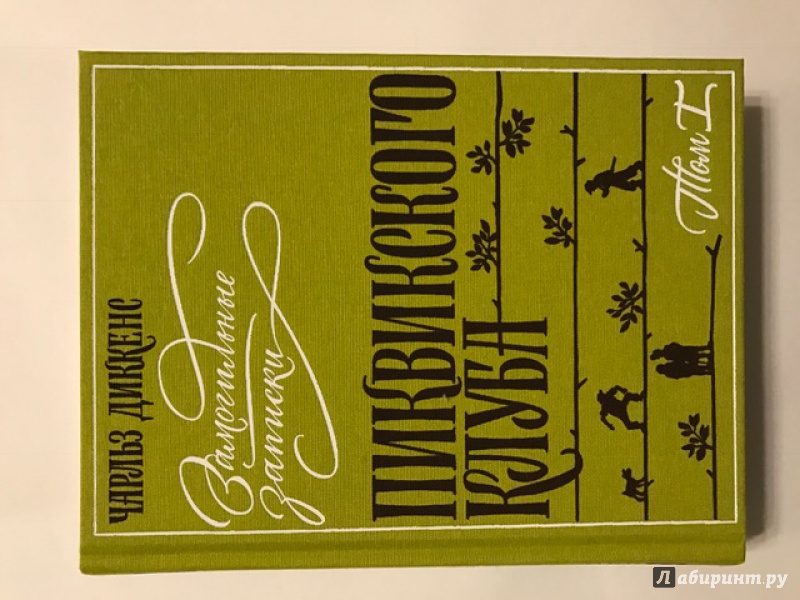 ЧАРЛЬЗ ДИККЕНС
Замогильные
записки
ПИКВИКСКОГО
КЛУБА
Том I
Лабиринт.ру